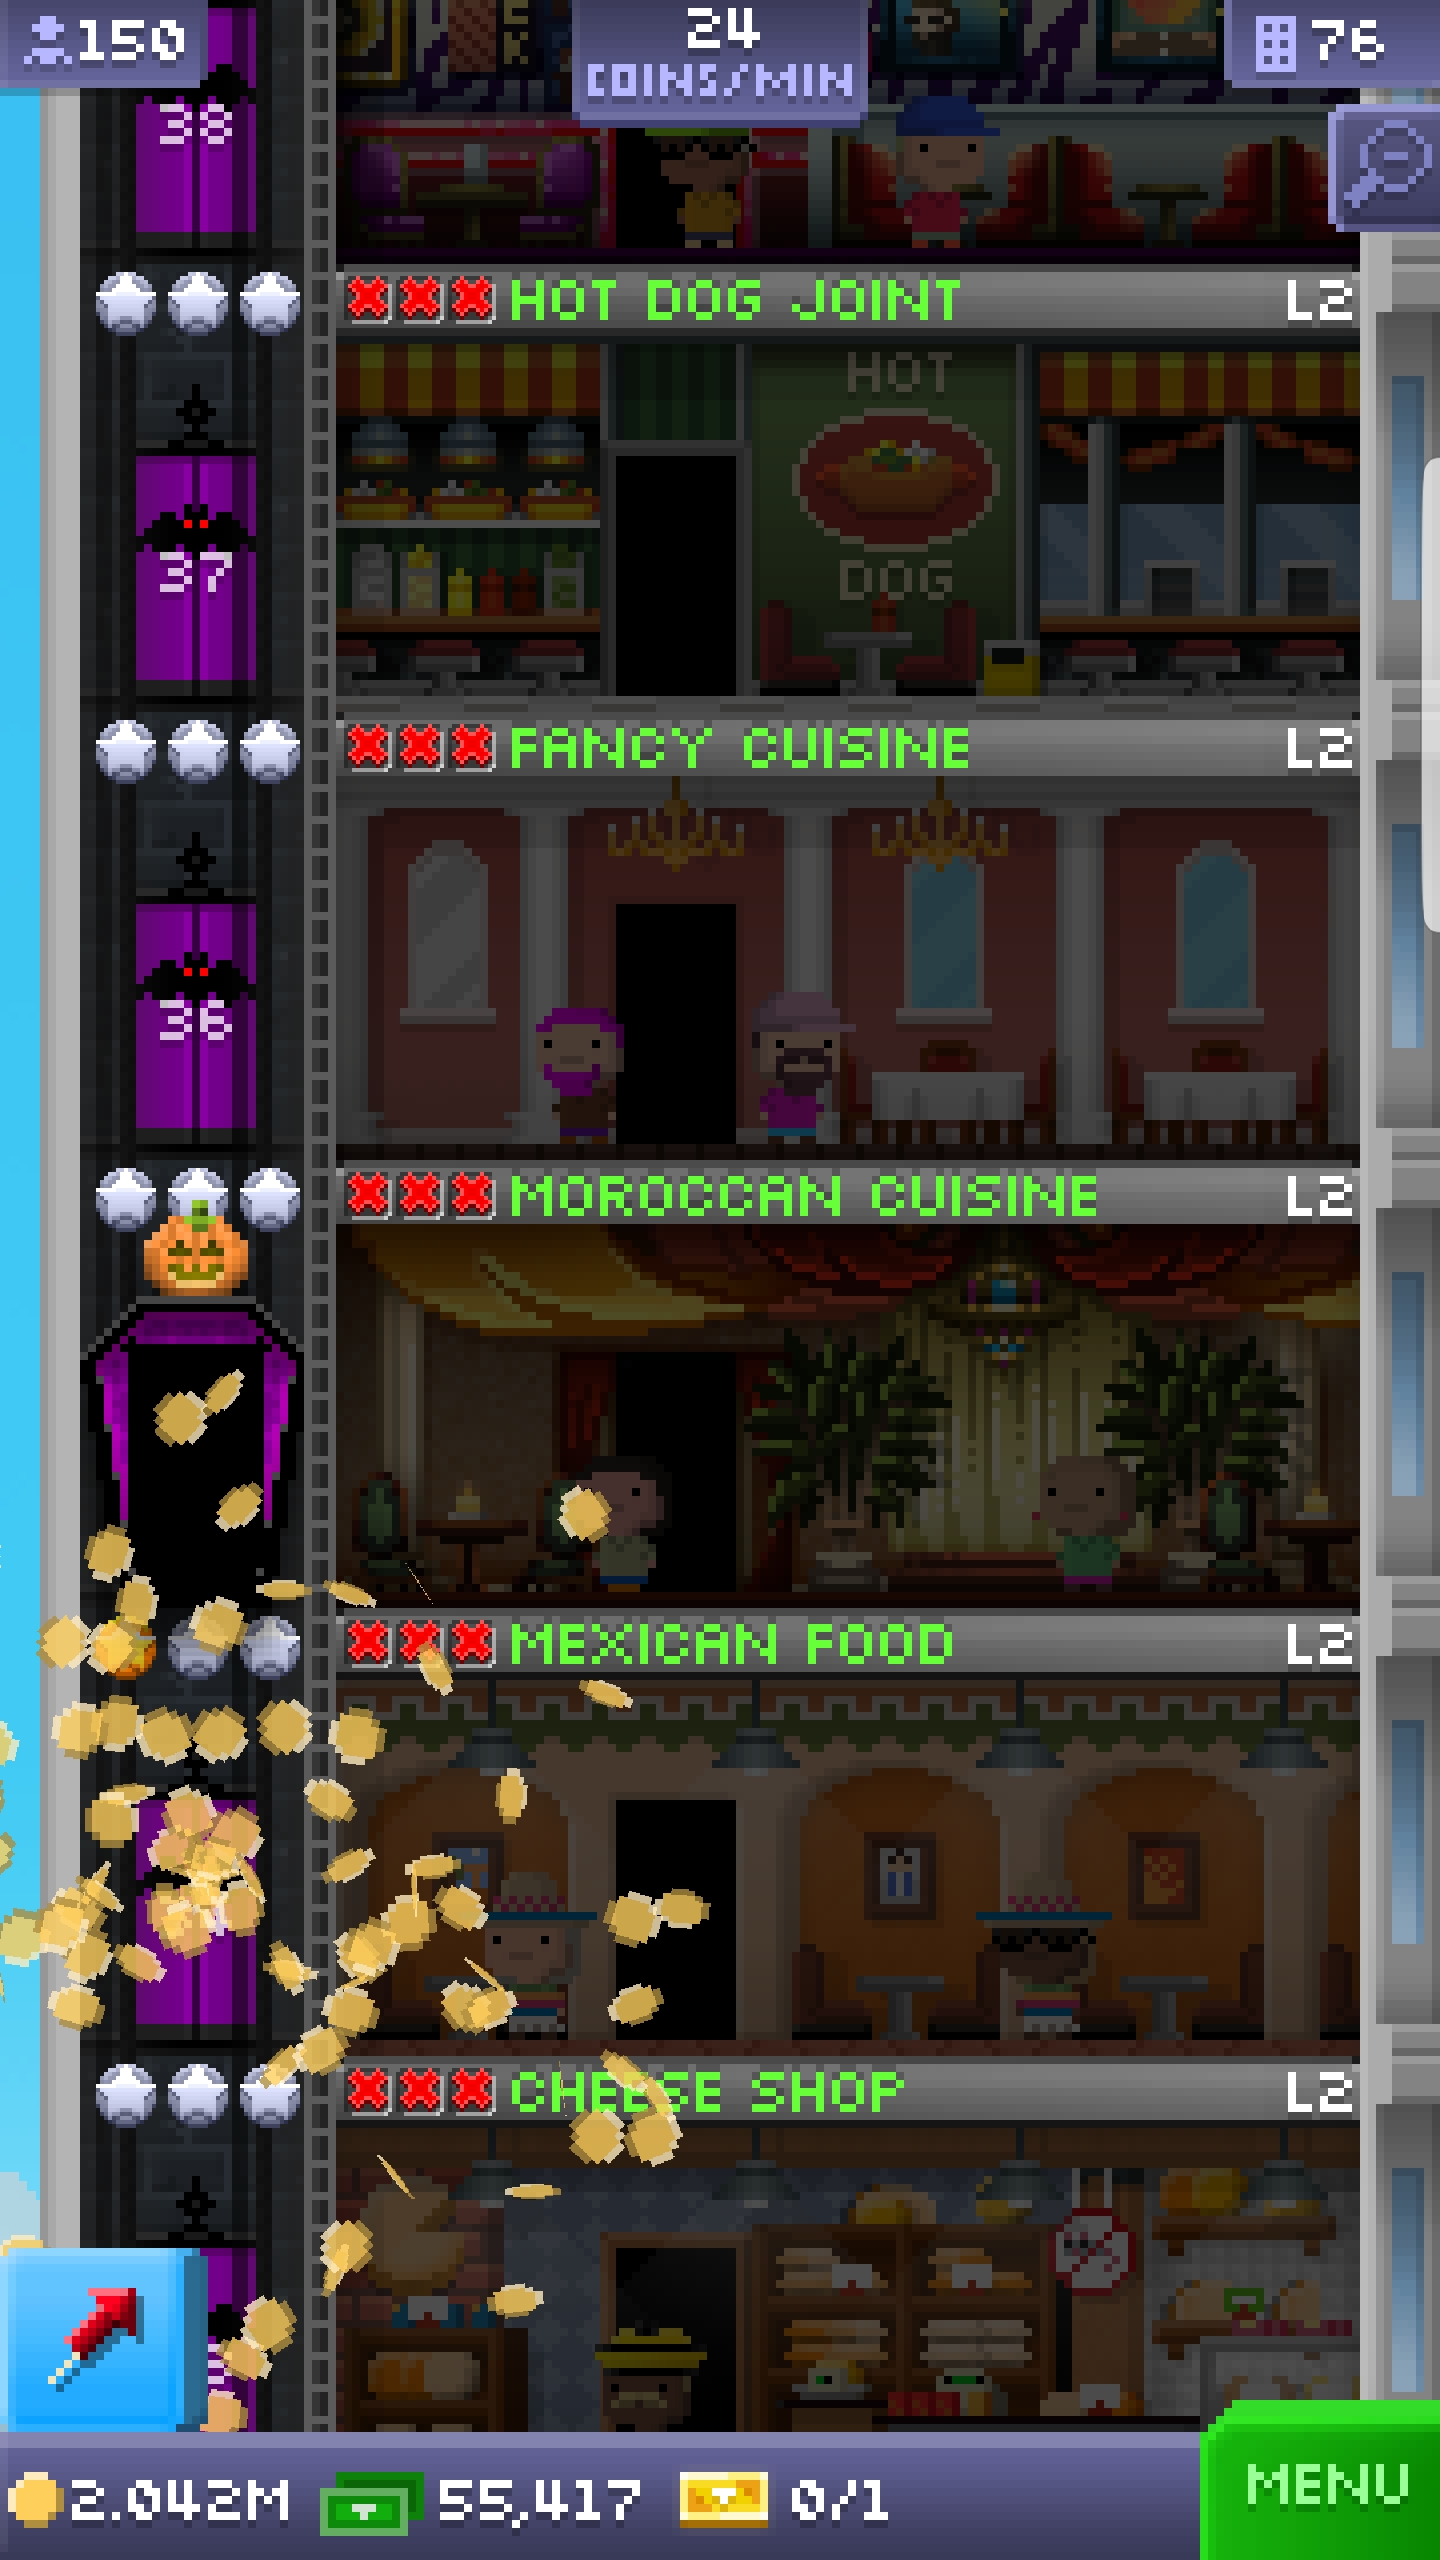 150
24
COINS/MIN
76
38
HOT DOG JOINT L2
HOT
DOG
37
FANCY CUISINE L2
36
MOROCCAN CUISINE L2
MEXICAN FOOD L2
CHEESE SHOP L2
2.042M 55,417 0/1
MENU